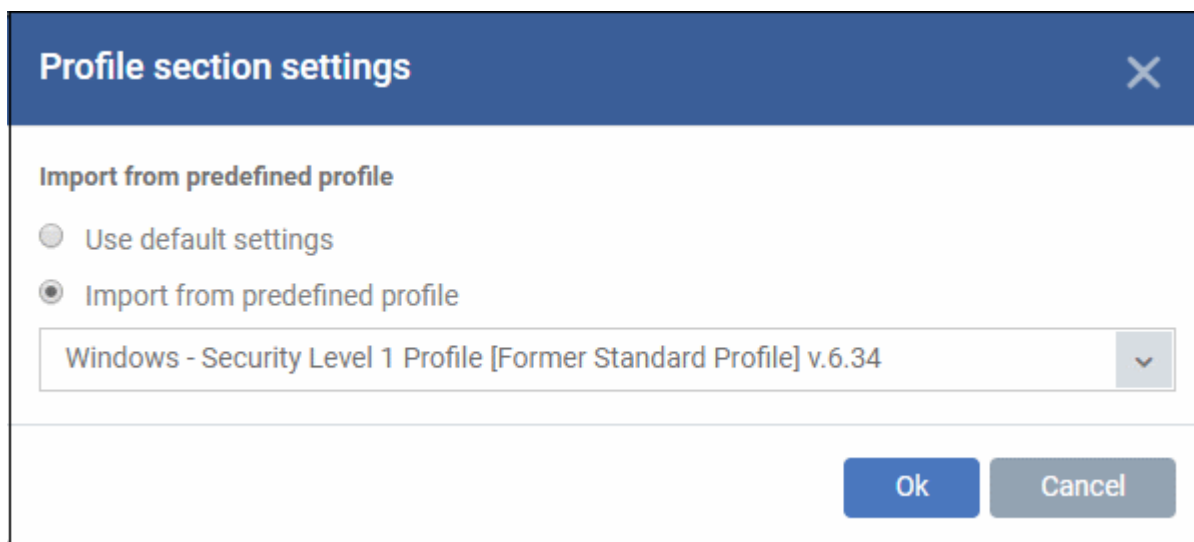 Profile section settings
Import from predefined profile
Use default settings
Import from predefined profile
Windows - Security Level 1 Profile [Former Standard Profile] v.6.34
Ok Cancel